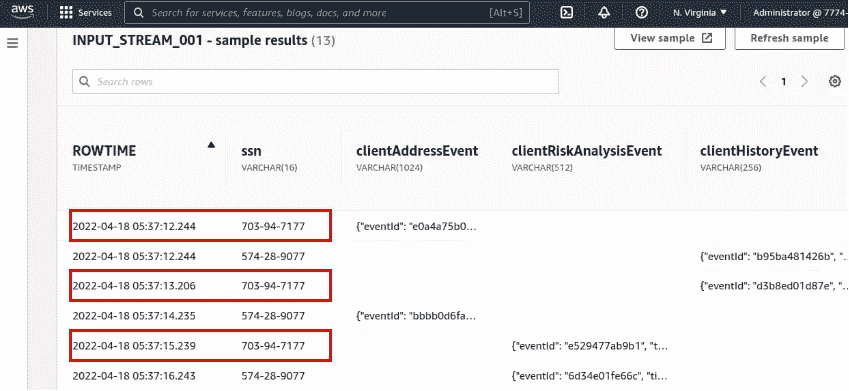 aws Services Search for services, features, blogs, docs, and more [Alt+S] N. Virginia Administrator @ 7774-
INPUT_STREAM_001 - sample results (13) View sample Refresh sample
Search rows 1
ROWTIME ssn clientAddressEvent clientRiskAnalysisEvent clientHistoryEvent
TIMESTAMP VARCHAR(16) VARCHAR(1024) VARCHAR(512) VARCHAR(256)
2022-04-18 05:37:12.244 703-94-7177 {"eventId": "e0a4a75b0...
2022-04-18 05:37:12.244 574-28-9077 {"eventId": "b95ba481426b", "...
2022-04-18 05:37:13.206 703-94-7177 {"eventId": "d3b8ed01d87e", "...
2022-04-18 05:37:14.235 574-28-9077 {"eventId": "bbbb0d6fa...
2022-04-18 05:37:15.239 703-94-7177 {"eventId": "e529477ab9b1", "ti...
2022-04-18 05:37:16.243 574-28-9077 {"eventId": "6d34e01fe66c", "ti...